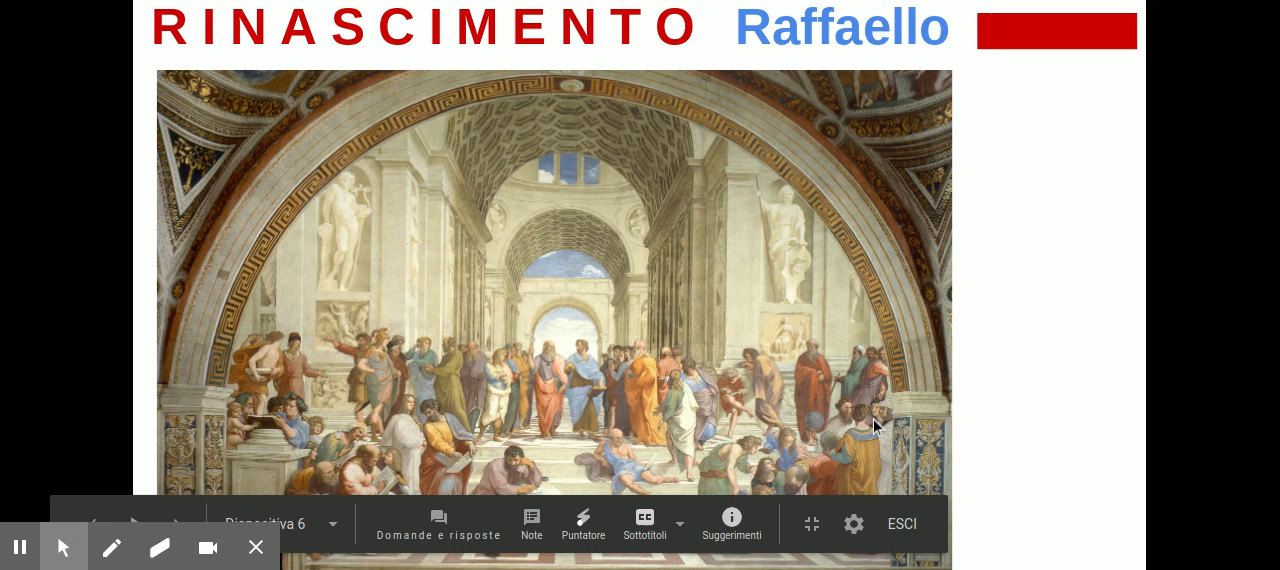 RINASCIMENTO Raffaello
Diapositiva 6
Domande e risposte
Note
Puntatore
Sottotitoli
Suggerimenti
ESCI